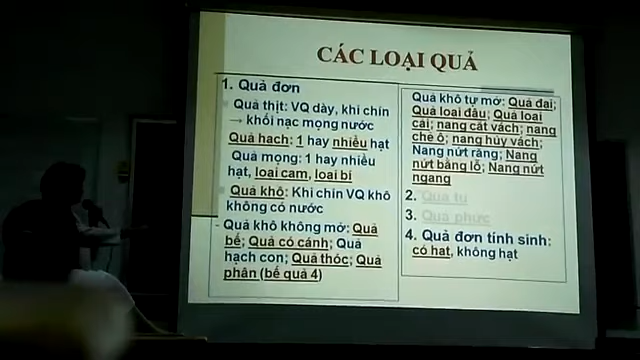 CÁC LOẠI QUẢ
1. Quả đơn
Quả thịt: VQ dày, khi chín
→ khối nạc mọng nước
Quả hạch: 1 hay nhiều hạt
Quả mọng: 1 hay nhiều
hạt, loại cam, loại bí
Quả khô: Khi chín VQ khô
không có nước
- Quả khô không mở: Quả
bế; Quả có cánh; Quả
hạch con; Quả thóc; Quả
phân (bế quả 4)
Quả khô tự mở: Quả đại;
Quả loại đậu; Quả loại
cải; nang cắt vách; nang
chẻ ô; nang hủy vách;
Nang nứt răng; Nang
nứt bằng lỗ; Nang nứt
ngang
2. Quả tụ
3. Quả phức
4. Quả đơn tính sinh:
có hạt, không hạt